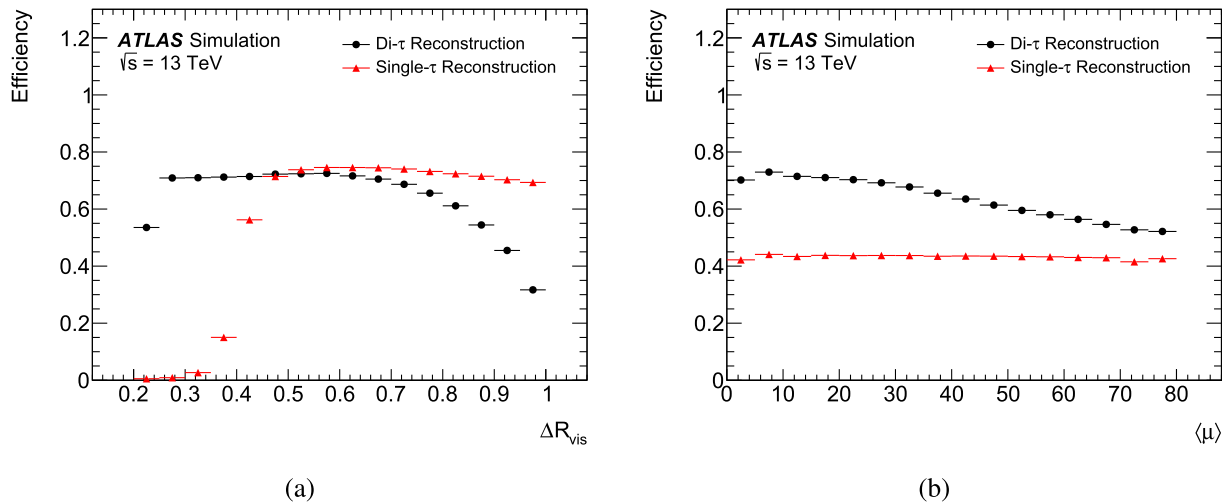 Efficiency
ATLAS Simulation
√s = 13 TeV
Di-τ Reconstruction
Single-τ Reconstruction
1.2
1
0.8
0.6
0.4
0.2
0
0.2 0.3 0.4 0.5 0.6 0.7 0.8 0.9 1
ΔR_vis
(a)
Efficiency
ATLAS Simulation
√s = 13 TeV
Di-τ Reconstruction
Single-τ Reconstruction
1.2
1
0.8
0.6
0.4
0.2
0
0 10 20 30 40 50 60 70 80
⟨μ⟩
(b)